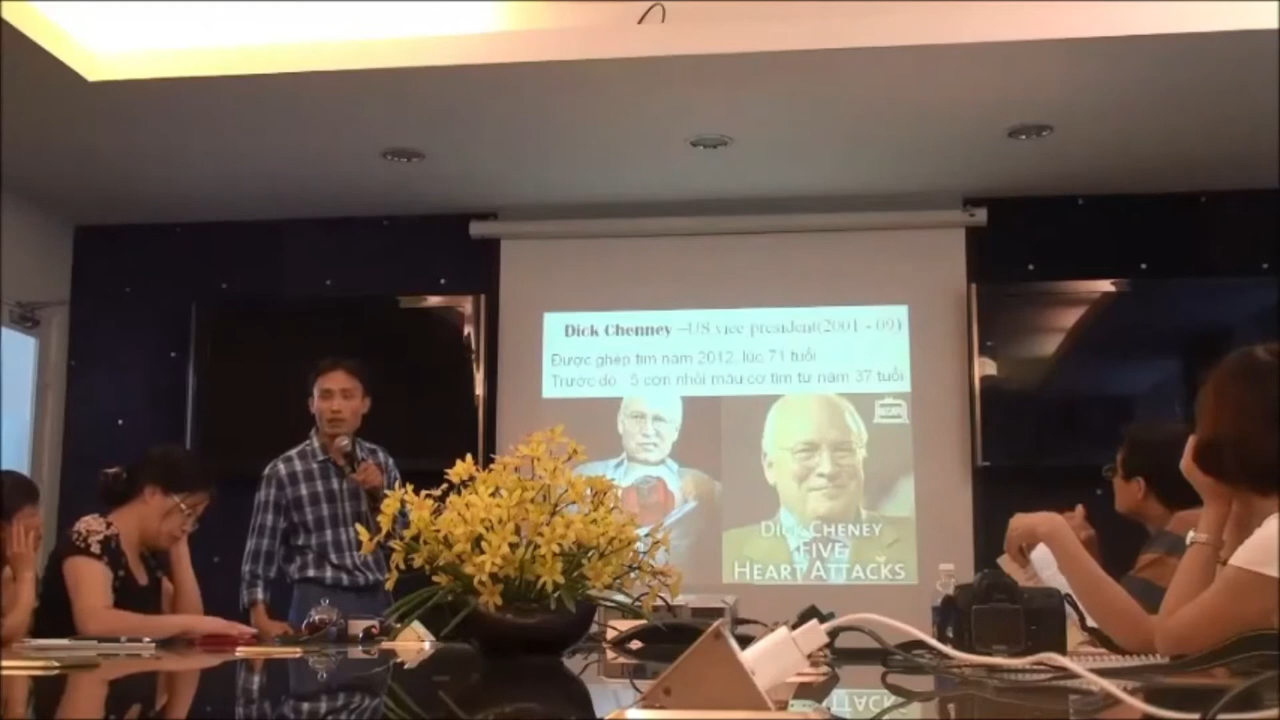 Dick Chenney –US vice president(2001 - 09)
Được ghép tim năm 2012, lúc 71 tuổi
Trước đó 5 cơn nhồi máu cơ tim từ năm 37 tuổi
DICK CHENEY
FIVE
HEART ATTACKS